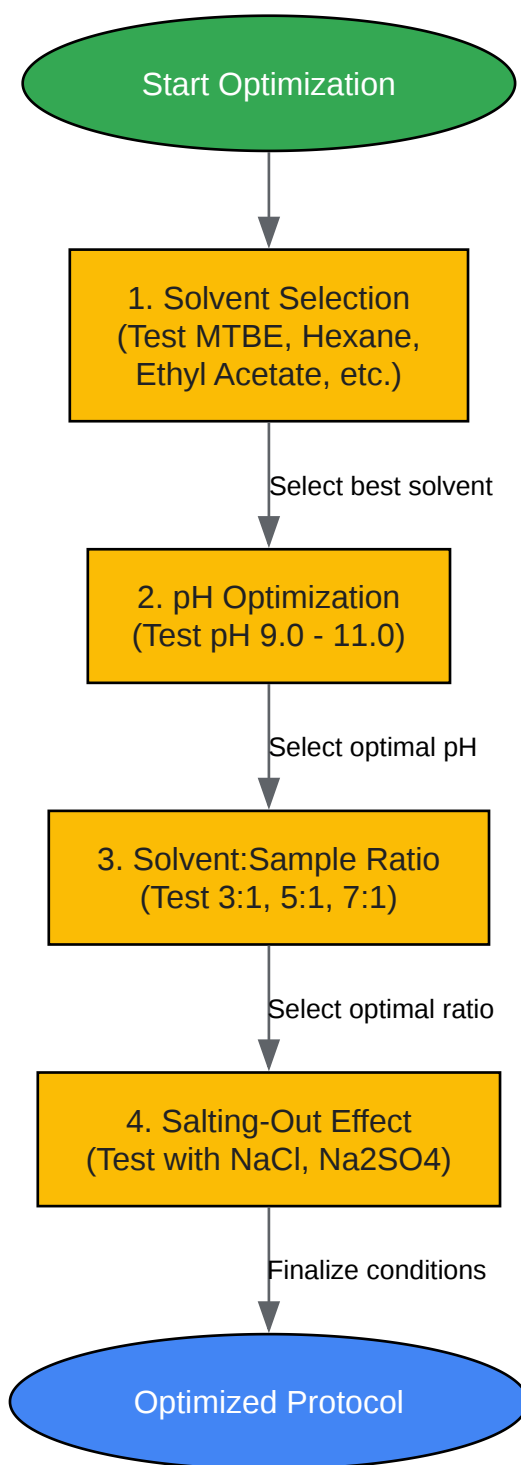 Start Optimization
1. Solvent Selection
(Test MTBE, Hexane,
Ethyl Acetate, etc.)
Select best solvent
2. pH Optimization
(Test pH 9.0 - 11.0)
Select optimal pH
3. Solvent:Sample Ratio
(Test 3:1, 5:1, 7:1)
Select optimal ratio
4. Salting-Out Effect
(Test with NaCl, Na2SO4)
Finalize conditions
Optimized Protocol